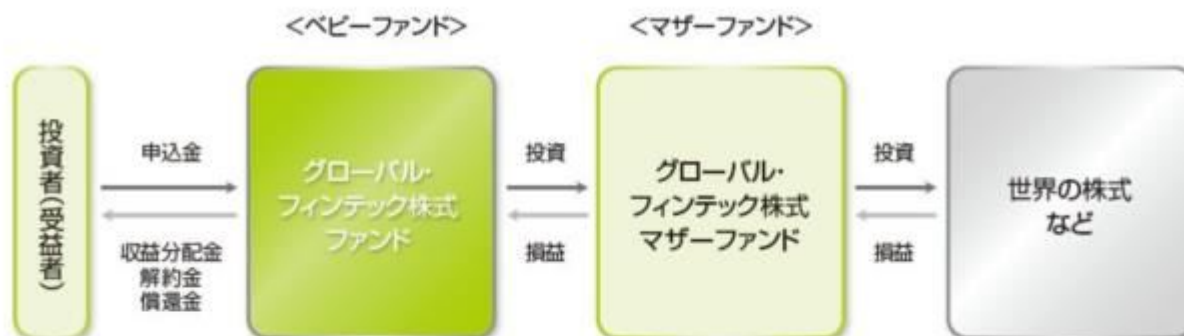 ＜ベビーファンド＞
＜マザーファンド＞
投資者(受益者)
申込金
収益分配金
解約金
償還金
グローバル・
フィンテック株式
ファンド
投資
損益
グローバル・
フィンテック株式
マザーファンド
投資
損益
世界の株式
など